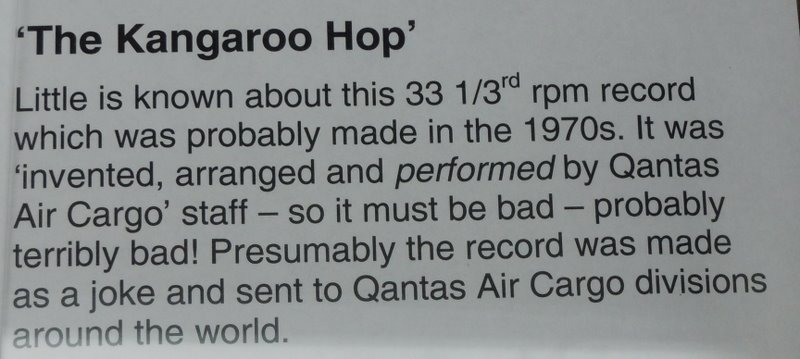 ‘The Kangaroo Hop’
Little is known about this 33 1/3rd rpm record
which was probably made in the 1970s. It was
‘invented, arranged and performed by Qantas
Air Cargo’ staff – so it must be bad – probably
terribly bad! Presumably the record was made
as a joke and sent to Qantas Air Cargo divisions
around the world.